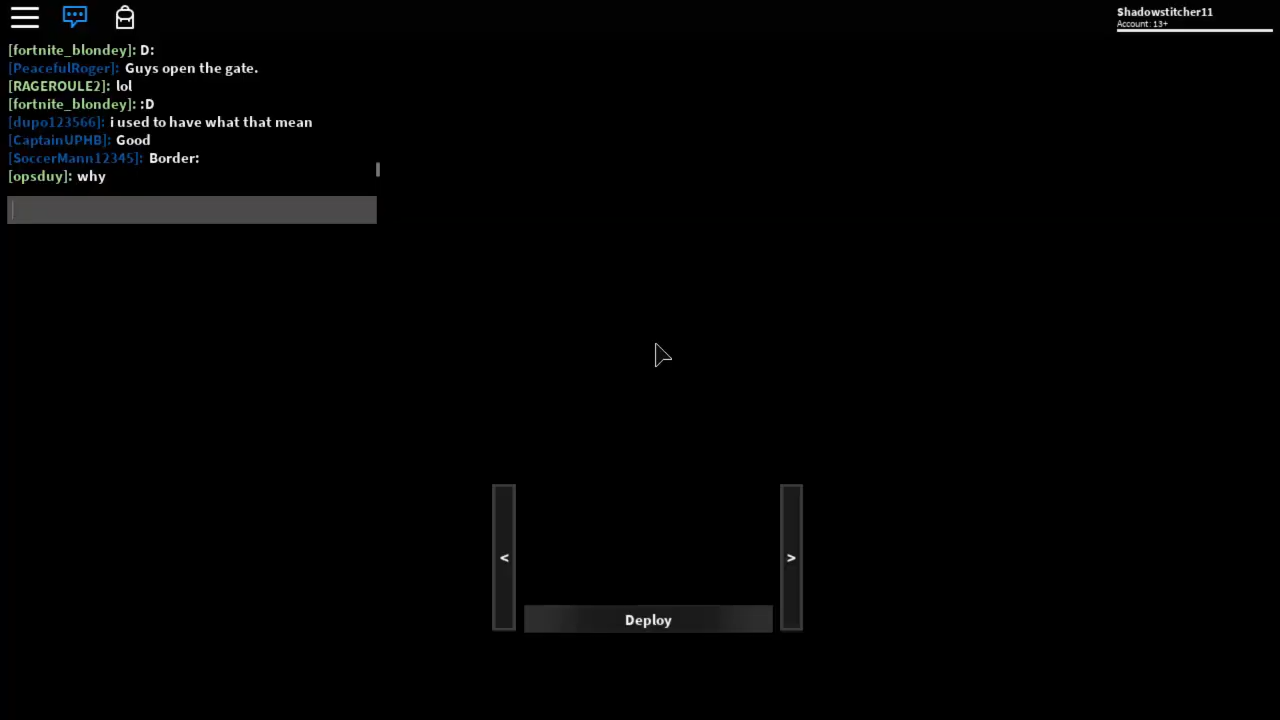 Shadowstitcher11
Account: 13+
[fortnite_blondey]: D:
[PeacefulRoger]: Guys open the gate.
[RAGEROULE2]: lol
[fortnite_blondey]: :D
[dupo123566]: i used to have what that mean
[CaptainUPHB]: Good
[SoccerMann12345]: Border:
[opsduy]: why
< >
Deploy